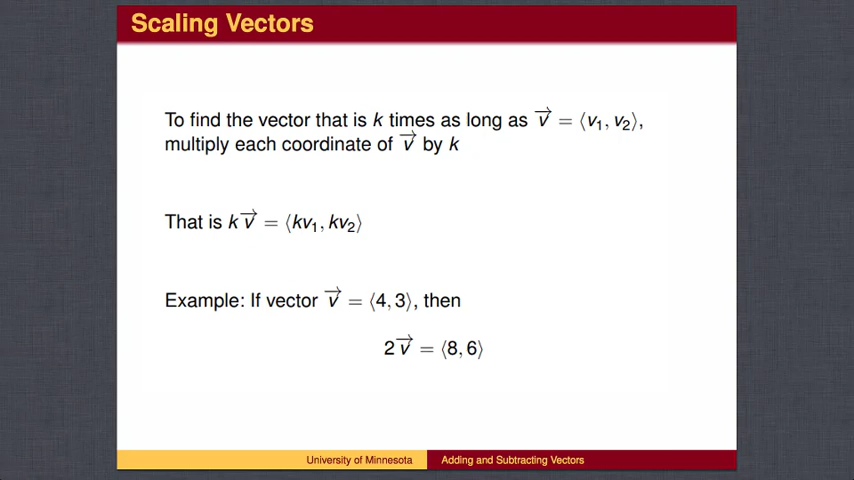 Scaling Vectors
To find the vector that is k times as long as v⃗ = ⟨v₁, v₂⟩,
multiply each coordinate of v⃗ by k
That is k v⃗ = ⟨kv₁, kv₂⟩
Example: If vector v⃗ = ⟨4, 3⟩, then
2 v⃗ = ⟨8, 6⟩
University of Minnesota Adding and Subtracting Vectors